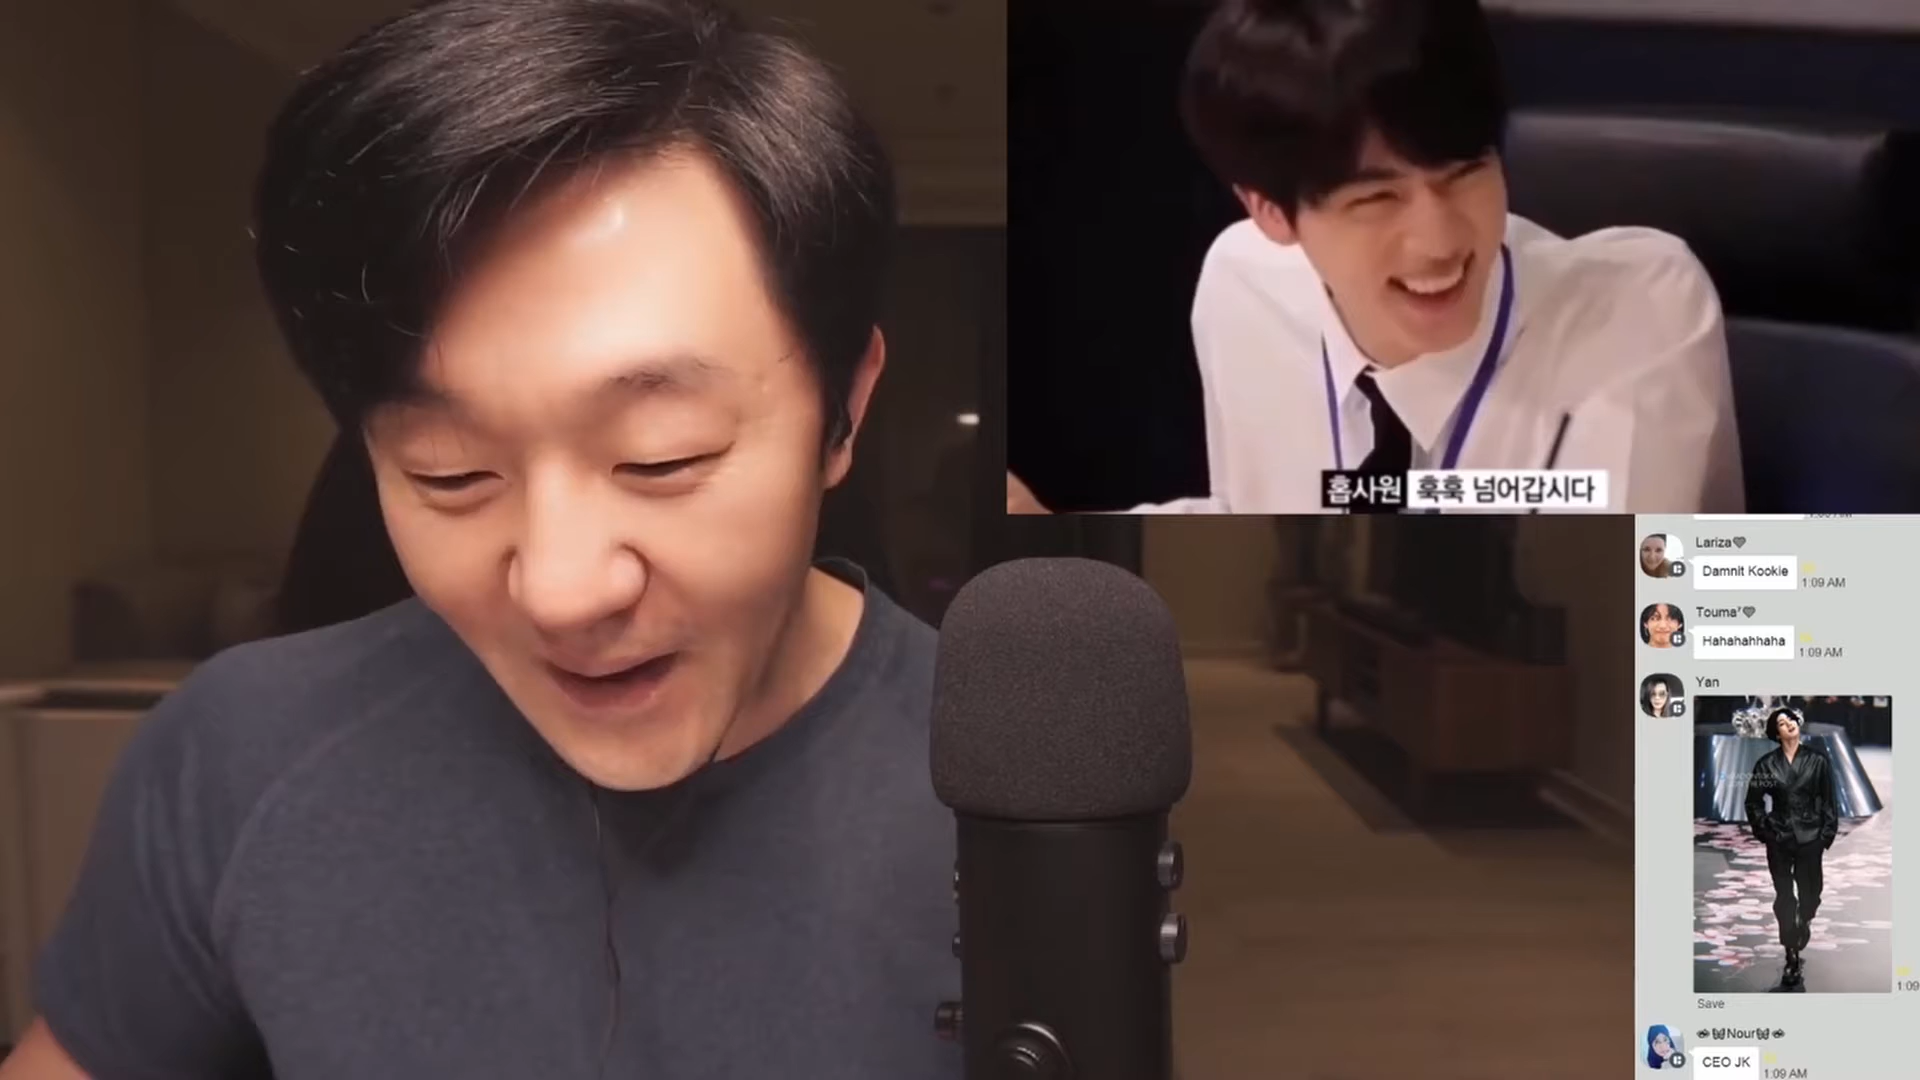 홉사원 훅훅 넘어갑시다
Lariza
Damnit Kookie
1:09 AM
Touma⁷
Hahahahhaha
1:09 AM
Yan
1:09
Save
Nour
CEO JK
1:09 AM